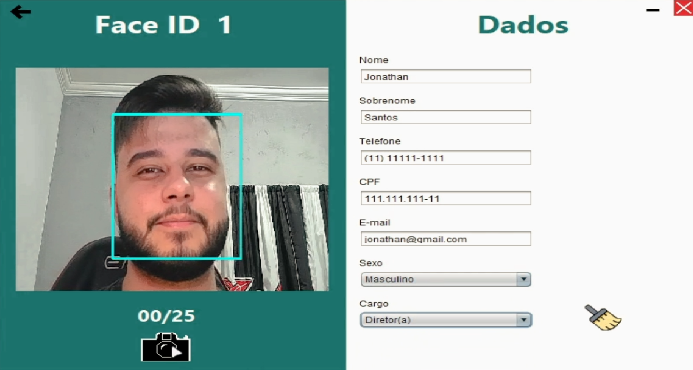 Face ID 1
00/25
Dados
Nome
Jonathan
Sobrenome
Santos
Telefone
(11) 11111-1111
CPF
111.111.111-11
E-mail
jonathan@gmail.com
Sexo
Masculino
Cargo
Diretor(a)